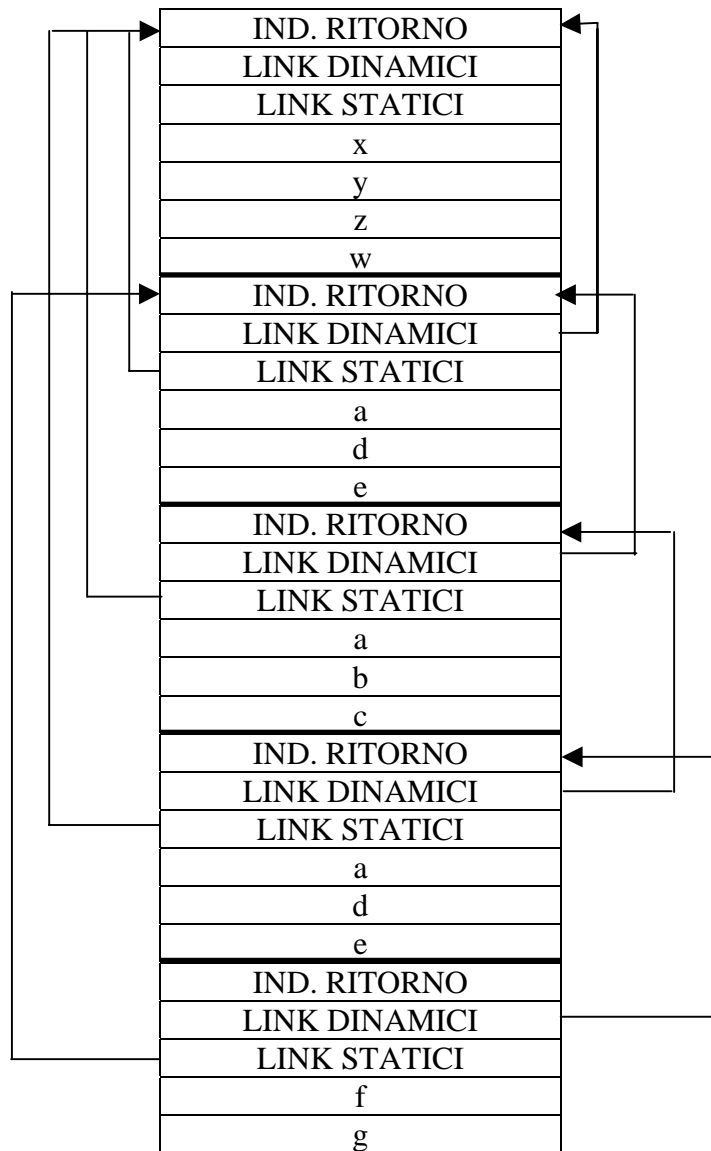 IND. RITORNO
LINK DINAMICI
LINK STATICI
x
y
z
w
IND. RITORNO
LINK DINAMICI
LINK STATICI
a
d
e
IND. RITORNO
LINK DINAMICI
LINK STATICI
a
b
c
IND. RITORNO
LINK DINAMICI
LINK STATICI
a
d
e
IND. RITORNO
LINK DINAMICI
LINK STATICI
f
g